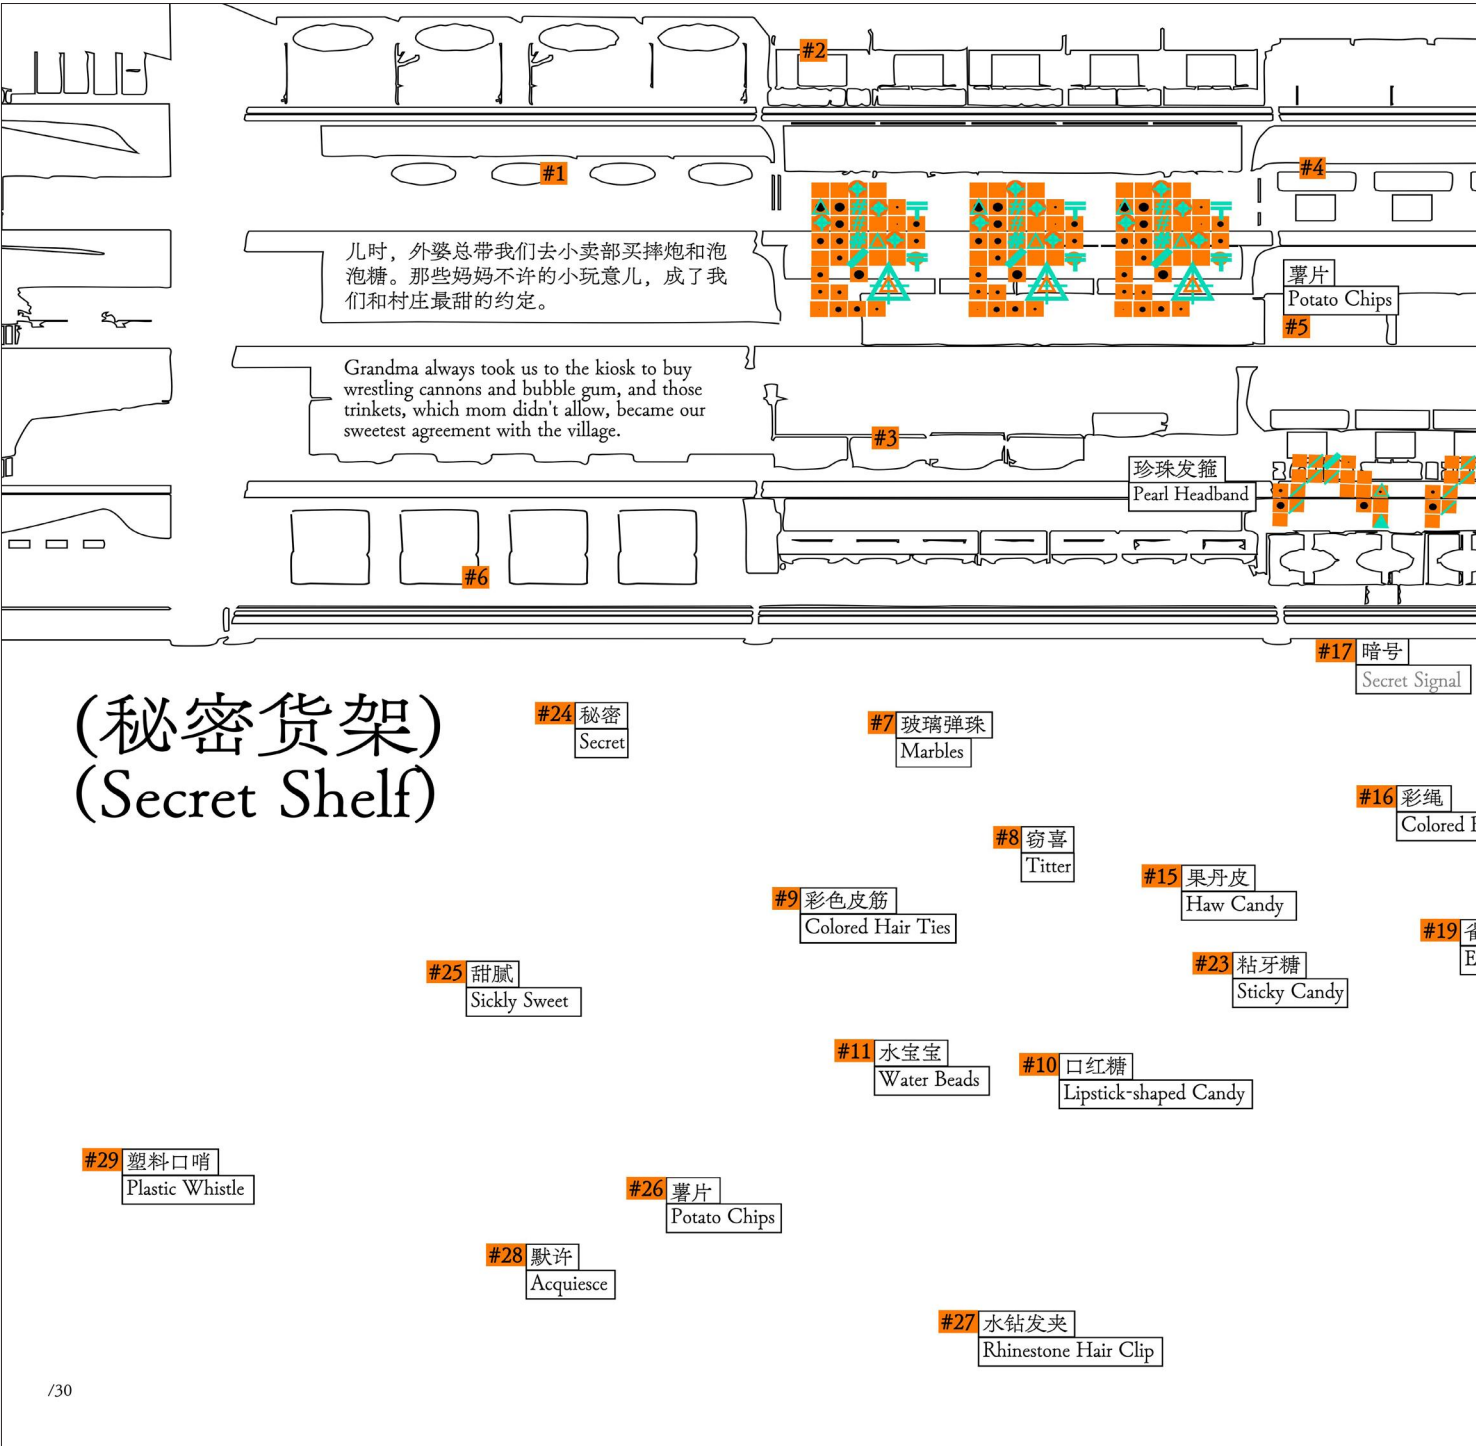 #2
#1
#4
儿时，外婆总带我们去小卖部买摔炮和泡
泡糖。那些妈妈不许的小玩意儿，成了我
们和村庄最甜的约定。
薯片
Potato Chips
#5
Grandma always took us to the kiosk to buy
wrestling cannons and bubble gum, and those
trinkets, which mom didn't allow, became our
sweetest agreement with the village.
#3
珍珠发箍
Pearl Headband
#6
#17 暗号
Secret Signal
(秘密货架)
(Secret Shelf)
#24 秘密
Secret
#7 玻璃弹珠
Marbles
#16 彩绳
Colored
#8 窃喜
Titter
#15 果丹皮
Haw Candy
#9 彩色皮筋
Colored Hair Ties
#19
#23 粘牙糖
Sticky Candy
#25 甜腻
Sickly Sweet
#11 水宝宝
Water Beads
#10 口红糖
Lipstick-shaped Candy
#29 塑料口哨
Plastic Whistle
#26 薯片
Potato Chips
#28 默许
Acquiesce
#27 水钻发夹
Rhinestone Hair Clip
/30